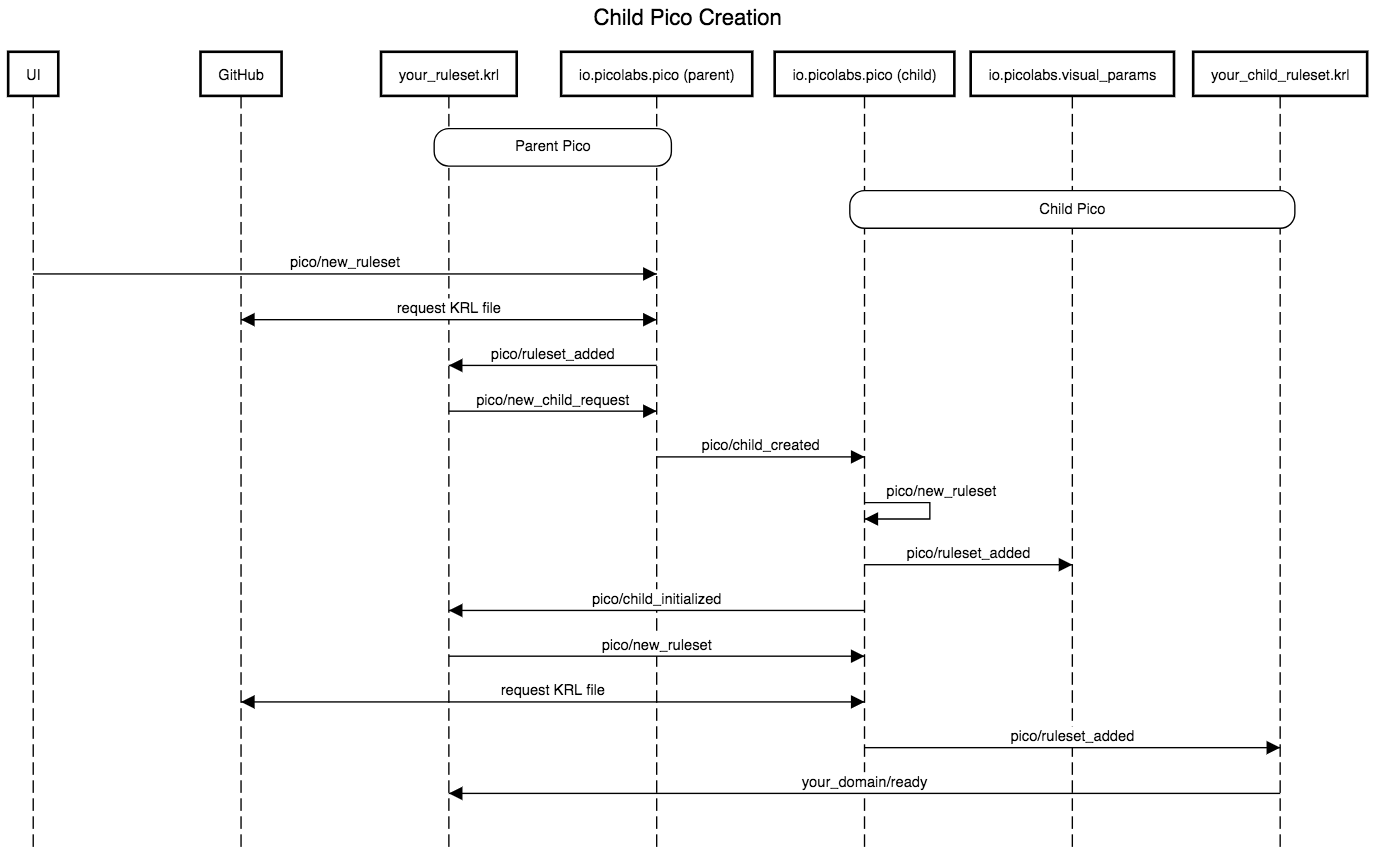 Child Pico Creation
UI
GitHub
your_ruleset.krl
io.picolabs.pico (parent)
io.picolabs.pico (child)
io.picolabs.visual_params
your_child_ruleset.krl
Parent Pico
Child Pico
pico/new_ruleset
request KRL file
pico/ruleset_added
pico/new_child_request
pico/child_created
pico/new_ruleset
pico/ruleset_added
pico/child_initialized
pico/new_ruleset
request KRL file
pico/ruleset_added
your_domain/ready